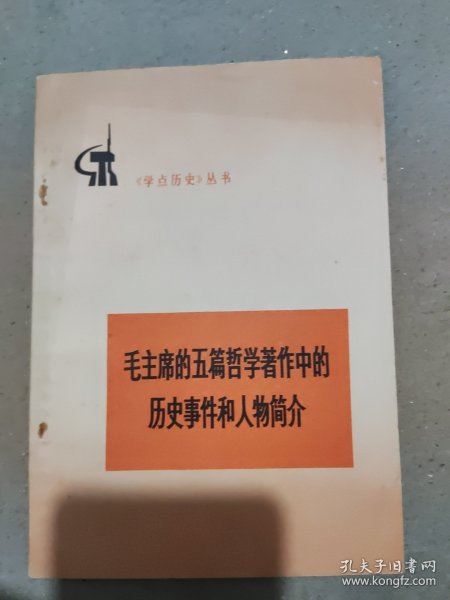 《学点历史》丛书
毛主席的五篇哲学著作中的
历史事件和人物简介
孔夫子旧书网
www.kongfz.com